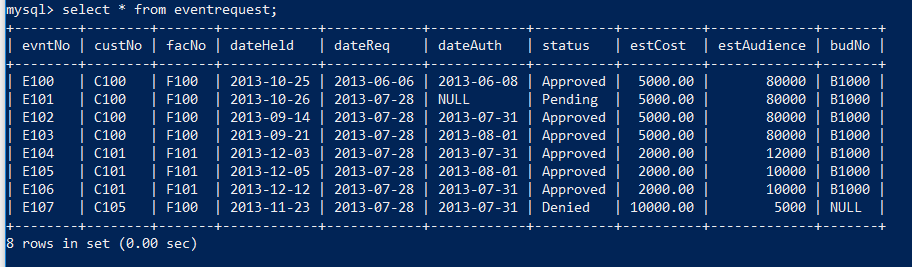 mysql> select * from eventrequest;
+--------+--------+-------+------------+------------+------------+----------+----------+-------------+-------+
| evntNo | custNo | facNo | dateHeld   | dateReq    | dateAuth   | status   | estCost  | estAudience | budNo |
+--------+--------+-------+------------+------------+------------+----------+----------+-------------+-------+
| E100   | C100   | F100  | 2013-10-25 | 2013-06-06 | 2013-06-08 | Approved |  5000.00 |       80000 | B1000 |
| E101   | C100   | F100  | 2013-10-26 | 2013-07-28 | NULL       | Pending  |  5000.00 |       80000 | B1000 |
| E102   | C100   | F100  | 2013-09-14 | 2013-07-28 | 2013-07-31 | Approved |  5000.00 |       80000 | B1000 |
| E103   | C100   | F100  | 2013-09-21 | 2013-07-28 | 2013-08-01 | Approved |  5000.00 |       80000 | B1000 |
| E104   | C101   | F101  | 2013-12-03 | 2013-07-28 | 2013-07-31 | Approved |  2000.00 |       12000 | B1000 |
| E105   | C101   | F101  | 2013-12-05 | 2013-07-28 | 2013-08-01 | Approved |  2000.00 |       10000 | B1000 |
| E106   | C101   | F101  | 2013-12-12 | 2013-07-28 | 2013-07-31 | Approved |  2000.00 |       10000 | B1000 |
| E107   | C105   | F100  | 2013-11-23 | 2013-07-28 | 2013-07-31 | Denied   | 10000.00 |        5000 | NULL  |
+--------+--------+-------+------------+------------+------------+----------+----------+-------------+-------+
8 rows in set (0.00 sec)